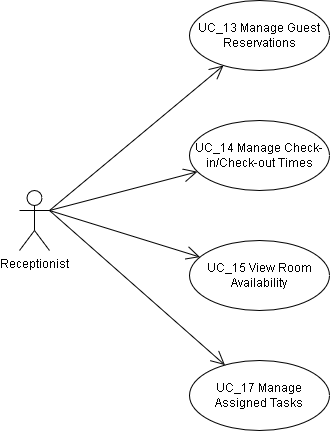 UC_13 Manage Guest
Reservations
UC_14 Manage Check-
in/Check-out Times
Receptionist
UC_15 View Room
Availability
UC_17 Manage
Assigned Tasks